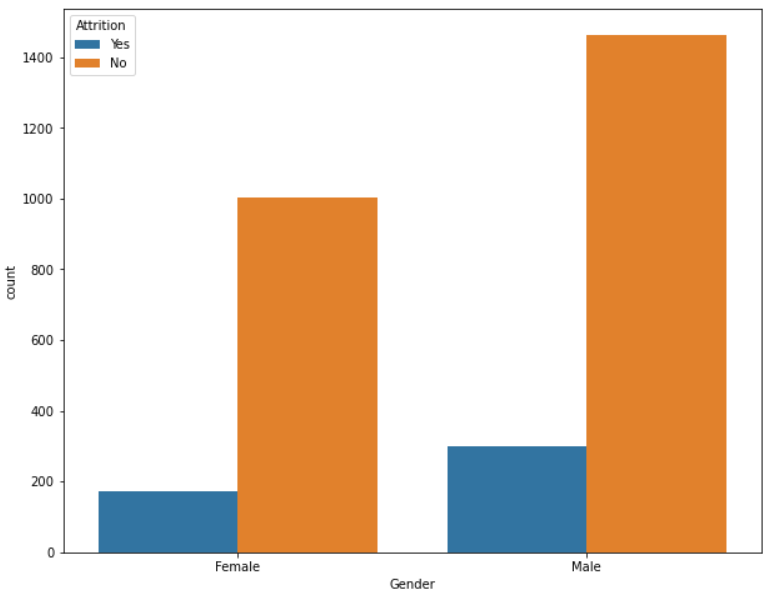 Attrition
Yes
No
1400
1200
1000
800
600
400
200
0
count
Female
Male
Gender